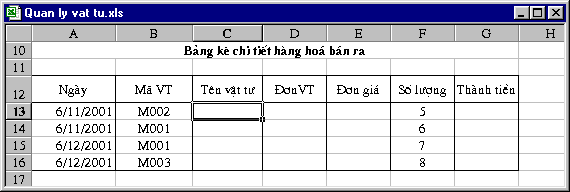 Quan ly vat tu.xls
A B C D E F G H
10 Bảng kê chi tiết hàng hoá bán ra
11
12 Ngày Mã VT Tên vật tư ĐơnVT Đơn giá Số lượng Thành tiền
13 6/11/2001 M002 5
14 6/11/2001 M001 6
15 6/12/2001 M001 7
16 6/12/2001 M003 8
17